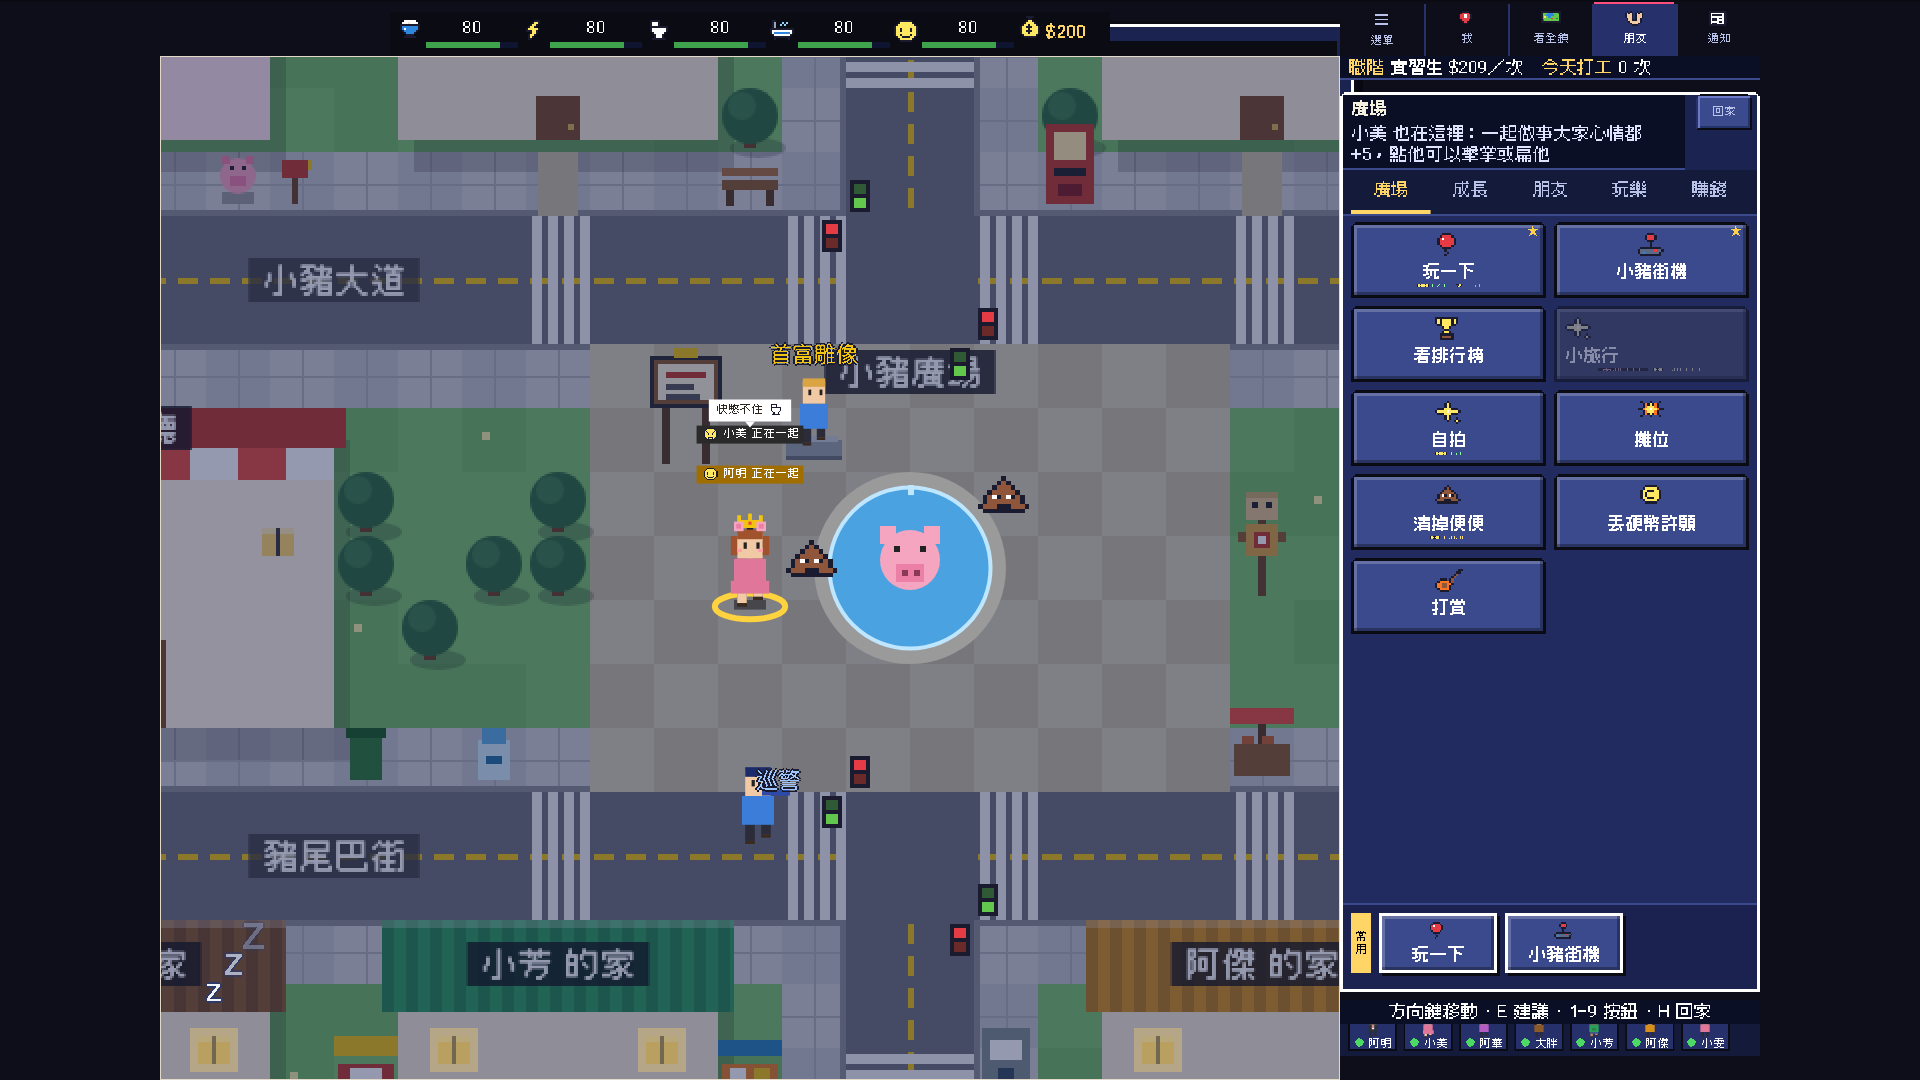 80
80
80
80
80
$200
選單
我
看全鎮
朋友
通知
職階 實習生 $209／次 今天打工 0 次
廣場
小美 也在這裡：一起做事大家心情都
+5，點他可以擊掌或扁他
回家
廣場
成長
朋友
玩樂
賺錢
玩一下
小豬街機
看排行榜
小旅行
自拍
攤位
清掉便便
丟硬幣許願
打賞
常用
玩一下
小豬街機
方向鍵移動 · E 建議 · 1-9 按鈕 · H 回家
阿明
小美
阿華
大胖
小芳
阿傑
小雯
小豬大道
首富雕像
小豬廣場
快憋不住
小美 正在一起
阿明 正在一起
巡警
豬尾巴街
家
Z
Z
Z
小芳 的家
阿傑 的家